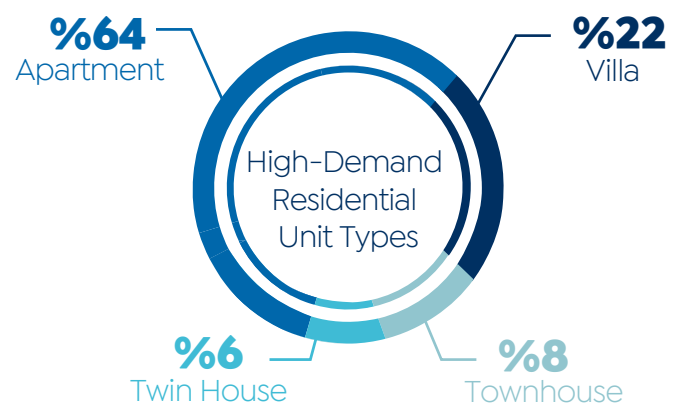 %64
Apartment
%22
Villa
High-Demand
Residential
Unit Types
%6
Twin House
%8
Townhouse